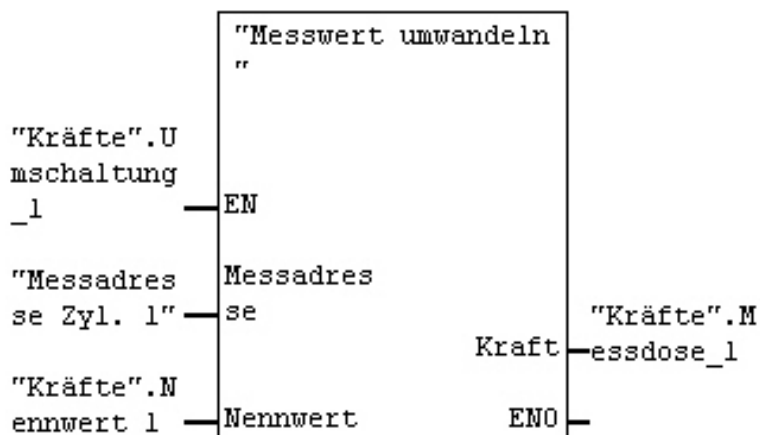 "Messwert umwandeln
"
"Kräfte".U
mschaltung
_1
EN
"Messadres
se Zyl. 1"
Messadres
se
Kraft
"Kräfte".M
essdose_1
"Kräfte".N
ennwert 1
Nennwert
ENO